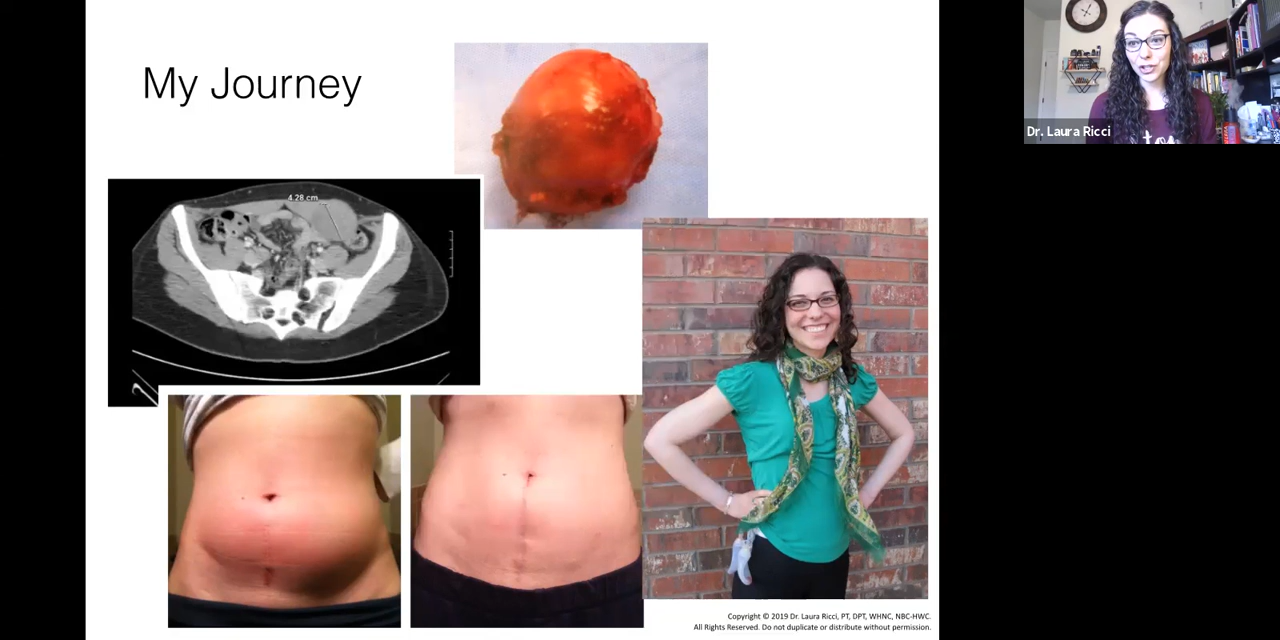 My Journey
Dr. Laura Ricci
4.28 cm
Copyright © 2019 Dr. Laura Ricci, PT, DPT, WHNC, NBC-HWC.
All Rights Reserved. Do not duplicate or distribute without permission.